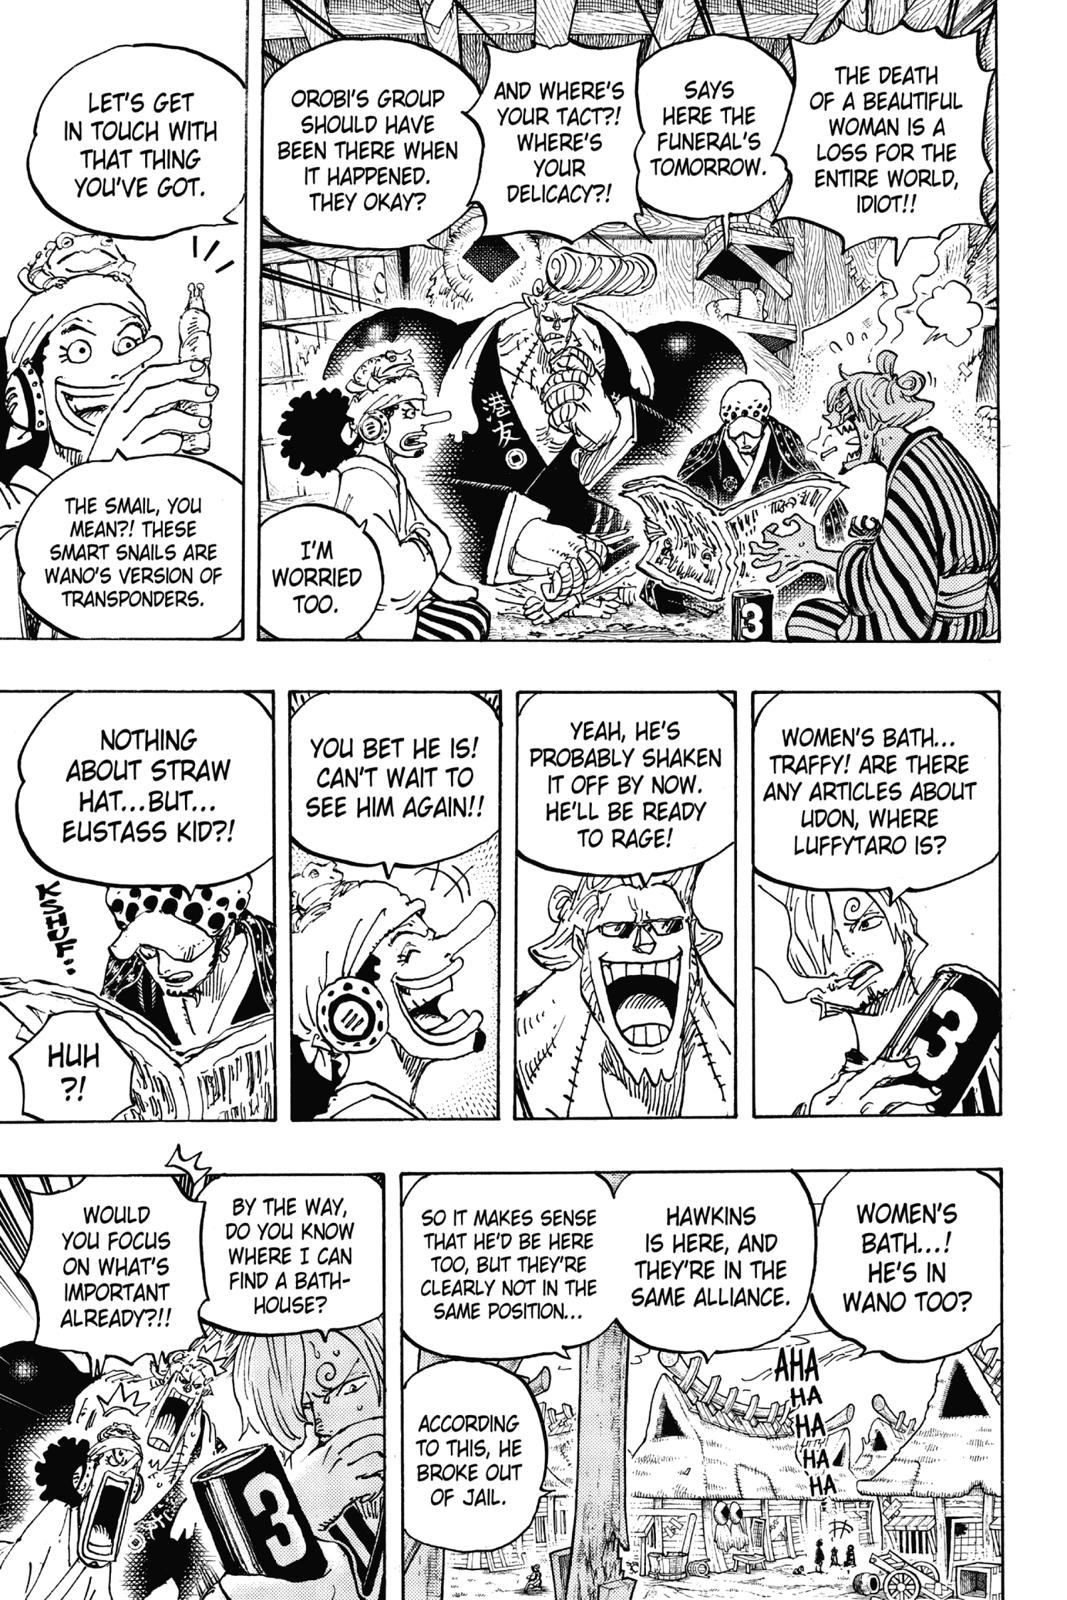 THE DEATH
OF A BEAUTIFUL
WOMAN IS A
LOSS FOR THE
ENTIRE WORLD,
IDIOT!!
SAYS
HERE THE
FUNERAL'S
TOMORROW.
AND WHERE'S
YOUR TACT?!
WHERE'S
YOUR
DELICACY?!
OROBI'S GROUP
SHOULD HAVE
BEEN THERE WHEN
IT HAPPENED.
THEY OKAY?
港
友
3
I'M
WORRIED
TOO.
LET'S GET
IN TOUCH WITH
THAT THING
YOU'VE GOT.
THE SMAIL, YOU
MEAN?! THESE
SMART SNAILS ARE
WANO'S VERSION OF
TRANSPONDERS.
WOMEN'S BATH...
TRAFFY! ARE THERE
ANY ARTICLES ABOUT
UDON, WHERE
LUFFYTARO IS?
3
YEAH, HE'S
PROBABLY SHAKEN
IT OFF BY NOW.
HE'LL BE READY
TO RAGE!
YOU BET HE IS!
CAN'T WAIT TO
SEE HIM AGAIN!!
NOTHING
ABOUT STRAW
HAT...BUT...
EUSTASS KID?!
KSHUF..
HUH
?!
WOMEN'S
BATH...!
HE'S IN
WANO TOO?
HAWKINS
IS HERE, AND
THEY'RE IN THE
SAME ALLIANCE.
SO IT MAKES SENSE
THAT HE'D BE HERE
TOO, BUT THEY'RE
CLEARLY NOT IN THE
SAME POSITION...
ACCORDING
TO THIS, HE
BROKE OUT
OF JAIL.
AHA
HA
HA
HA
HA
BY THE WAY,
DO YOU KNOW
WHERE I CAN
FIND A BATH-
HOUSE?
WOULD
YOU FOCUS
ON WHAT'S
IMPORTANT
ALREADY?!!
3